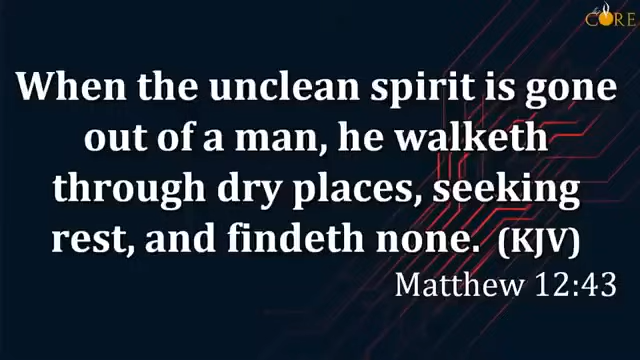 the
CORE
When the unclean spirit is gone
out of a man, he walketh
through dry places, seeking
rest, and findeth none. (KJV)
Matthew 12:43